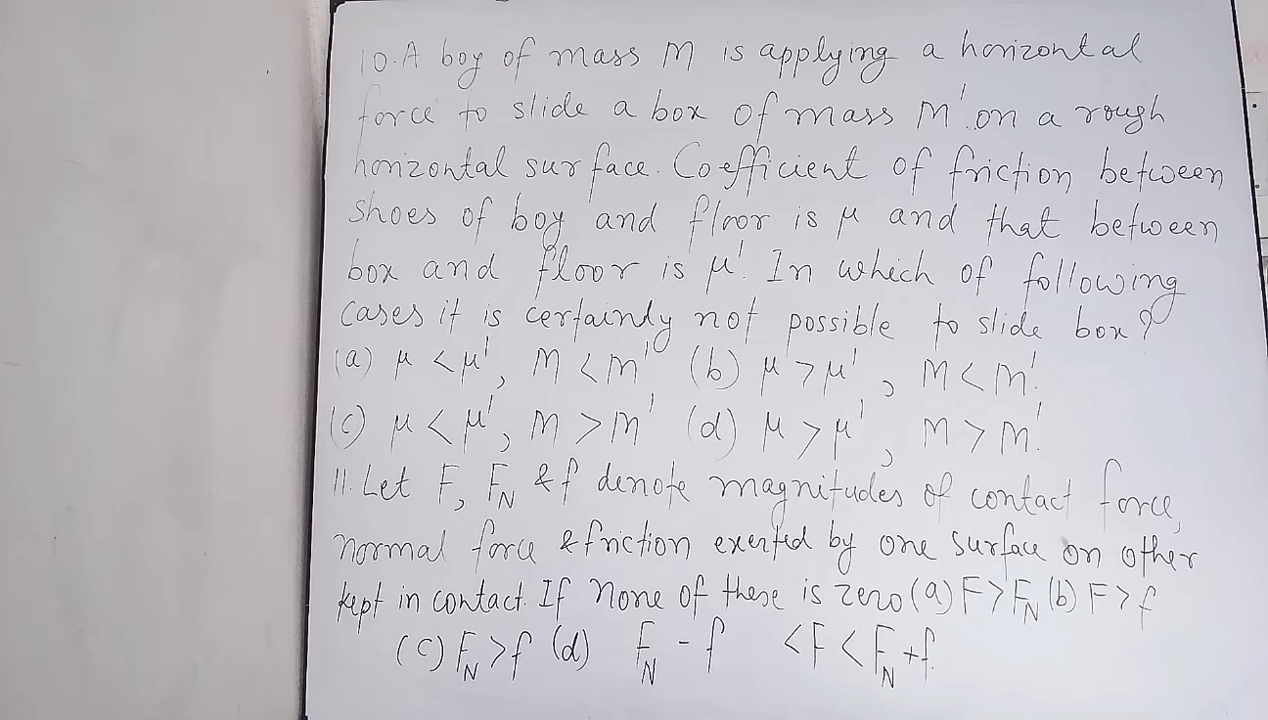 10. A boy of mass M is applying a horizontal
force to slide a box of mass M' on a rough
horizontal surface. Coefficient of friction between
shoes of boy and floor is μ and that between
box and floor is μ'. In which of following
cases it is certainly not possible to slide box?
(a) μ < μ', M < M' (b) μ > μ', M < M'.
(c) μ < μ', M > M' (d) μ > μ', M > M'.
11. Let F, F_N & f denote magnitudes of contact force,
normal force & friction exerted by one surface on other
kept in contact. If none of these is zero (a) F > F_N (b) F > f
(c) F_N > f (d) F_N - f < F < F_N + f.